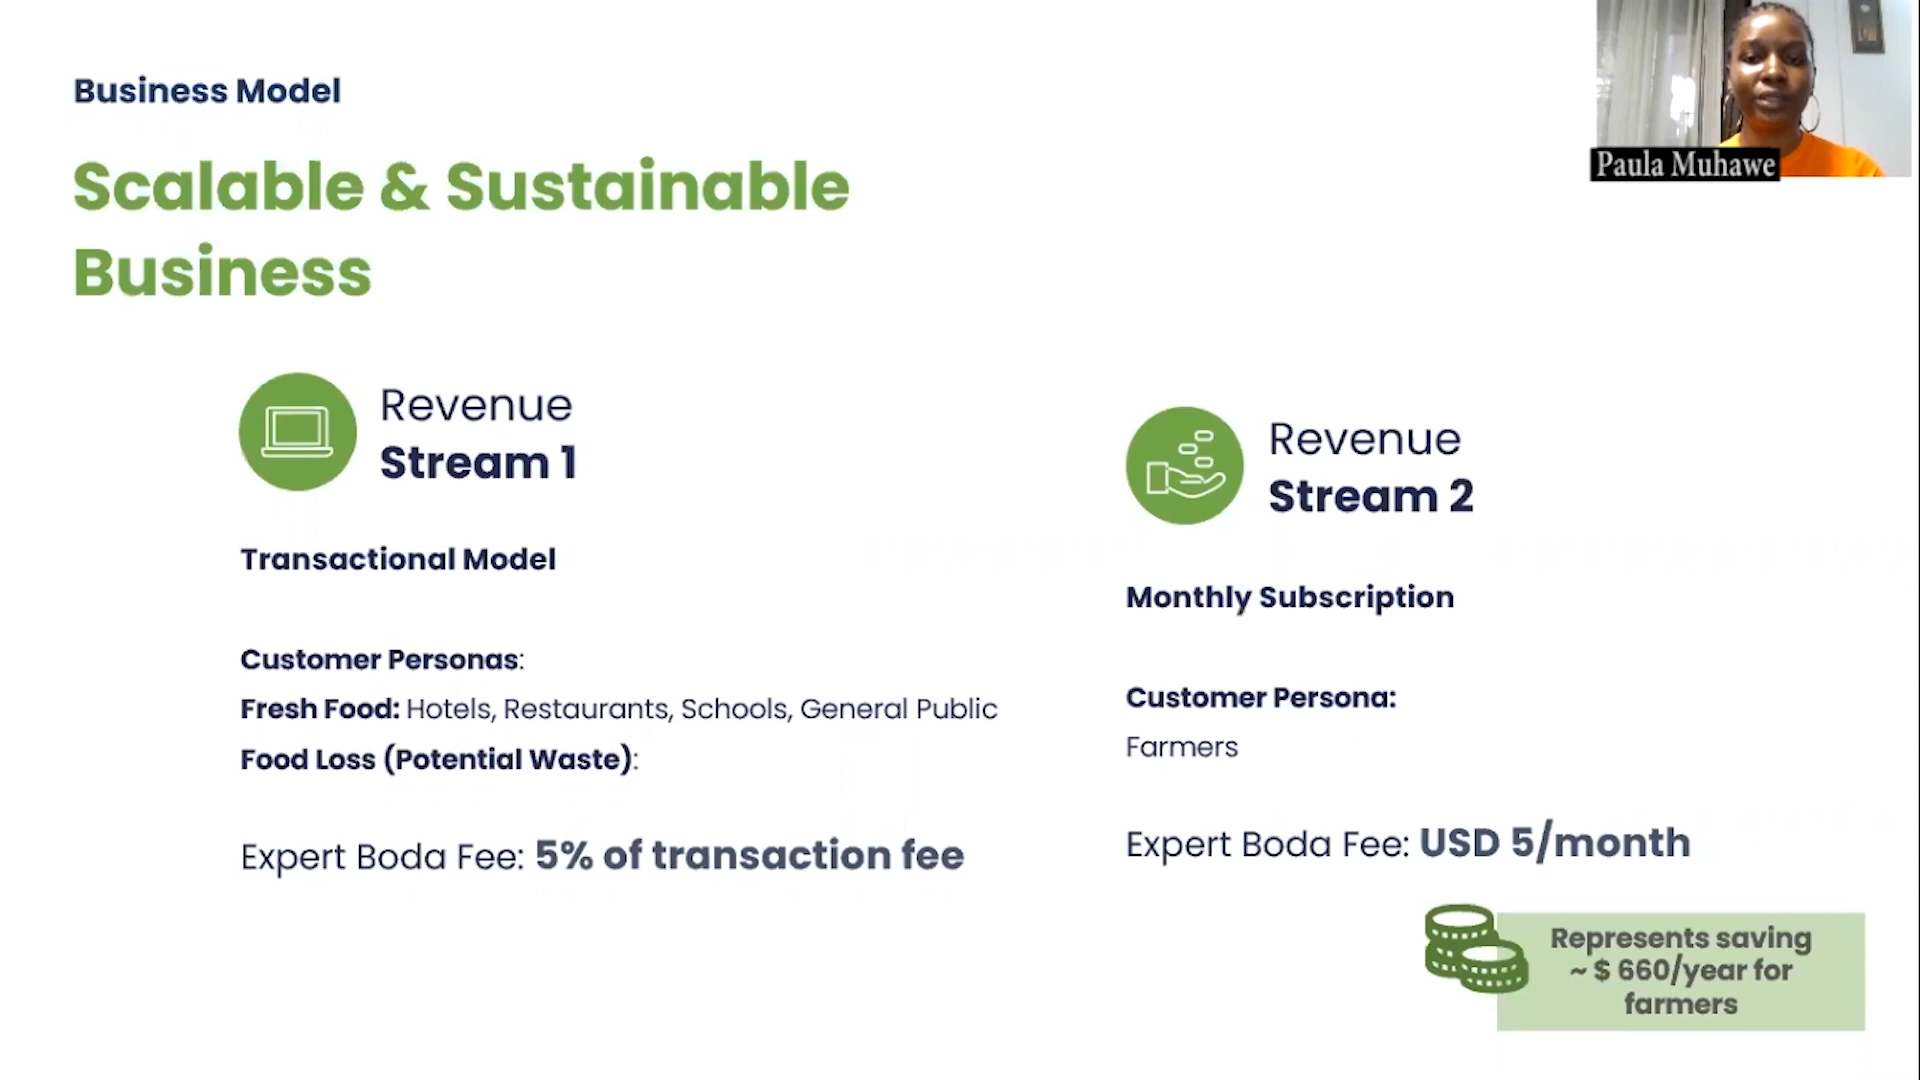 Business Model
Scalable & Sustainable
Business
Paula Muhawe
Revenue
Stream 1
Transactional Model
Customer Personas:
Fresh Food: Hotels, Restaurants, Schools, General Public
Food Loss (Potential Waste):
Expert Boda Fee: 5% of transaction fee
Revenue
Stream 2
Monthly Subscription
Customer Persona:
Farmers
Expert Boda Fee: USD 5/month
Represents saving
~ $ 660/year for
farmers